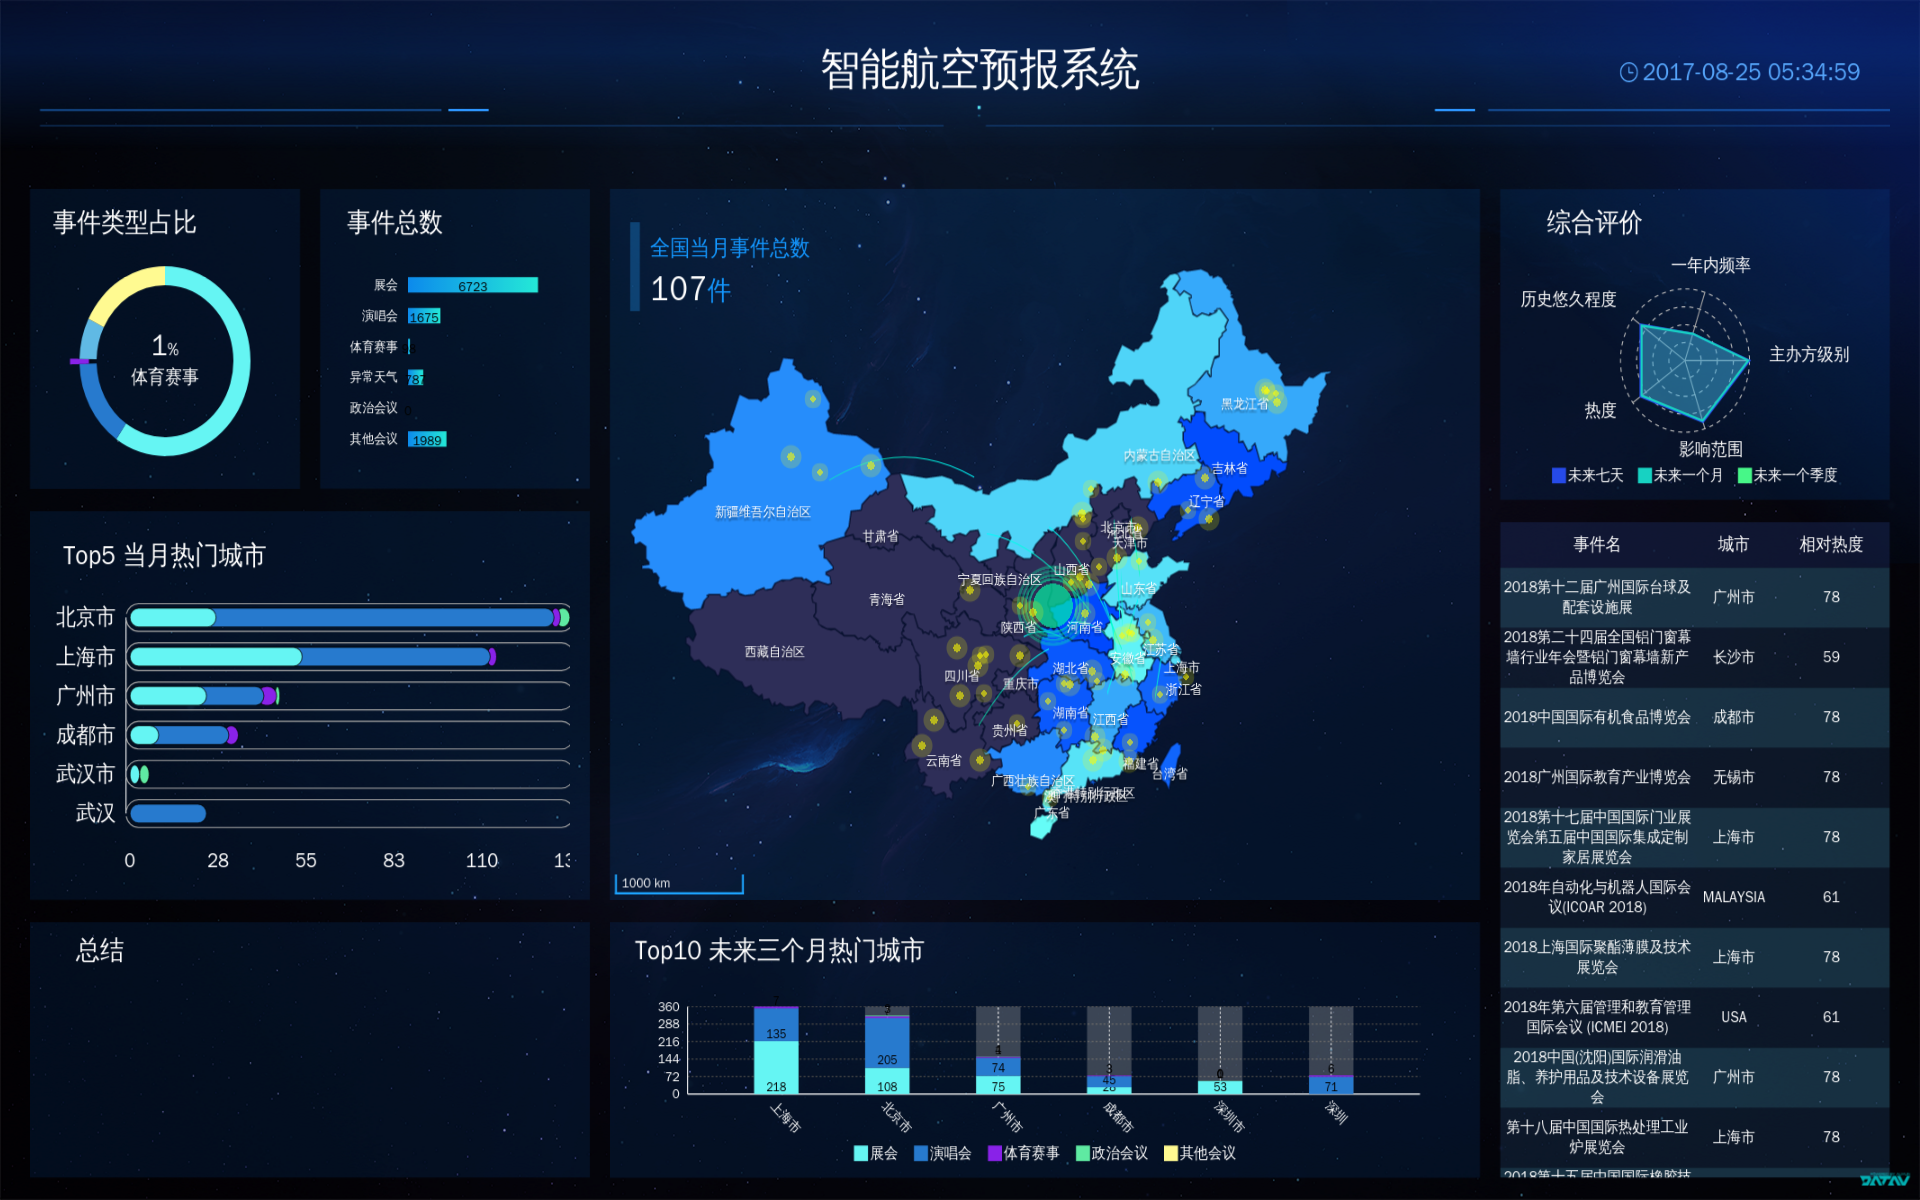 智能航空预报系统
2017-08-25 05:34:59
事件类型占比
1%
体育赛事
事件总数
展会 6723
演唱会 1675
体育赛事
异常天气 787
政治会议 0
其他会议 1989
全国当月事件总数
107件
黑龙江省
内蒙古自治区
吉林省
辽宁省
新疆维吾尔自治区
甘肃省
北京市
天津市
山西省
宁夏回族自治区
山东省
青海省
陕西省
河南省
西藏自治区
江苏省
安徽省
上海市
湖北省
四川省
重庆市
浙江省
湖南省
江西省
贵州省
云南省
福建省
台湾省
广西壮族自治区
广东省
1000 km
综合评价
一年内频率
历史悠久程度
主办方级别
热度
影响范围
未来七天 未来一个月 未来一个季度
Top5 当月热门城市
北京市
上海市
广州市
成都市
武汉市
武汉
0 28 55 83 110
总结
Top10 未来三个月热门城市
360
288
216
144
72
0
7
135
218
205
108
74
75
45
28
53
6
71
上海市 北京市 广州市 成都市 深圳市 深圳
展会 演唱会 体育赛事 政治会议 其他会议
事件名 城市 相对热度
2018第十二届广州国际台球及
配套设施展
广州市 78
2018第二十四届全国铝门窗幕
墙行业年会暨铝门窗幕墙新产
品博览会
长沙市 59
2018中国国际有机食品博览会 成都市 78
2018广州国际教育产业博览会 无锡市 78
2018第十七届中国国际门业展
览会第五届中国国际集成定制
家居展览会
上海市 78
2018年自动化与机器人国际会
议(ICOAR 2018)
MALAYSIA 61
2018上海国际聚酯薄膜及技术
展览会
上海市 78
2018年第六届管理和教育管理
国际会议 (ICMEI 2018)
USA 61
2018中国(沈阳)国际润滑油
脂、养护用品及技术设备展览
会
广州市 78
第十八届中国国际热处理工业
炉展览会
上海市 78
2018第十五届中国国际橡胶技
DATAV